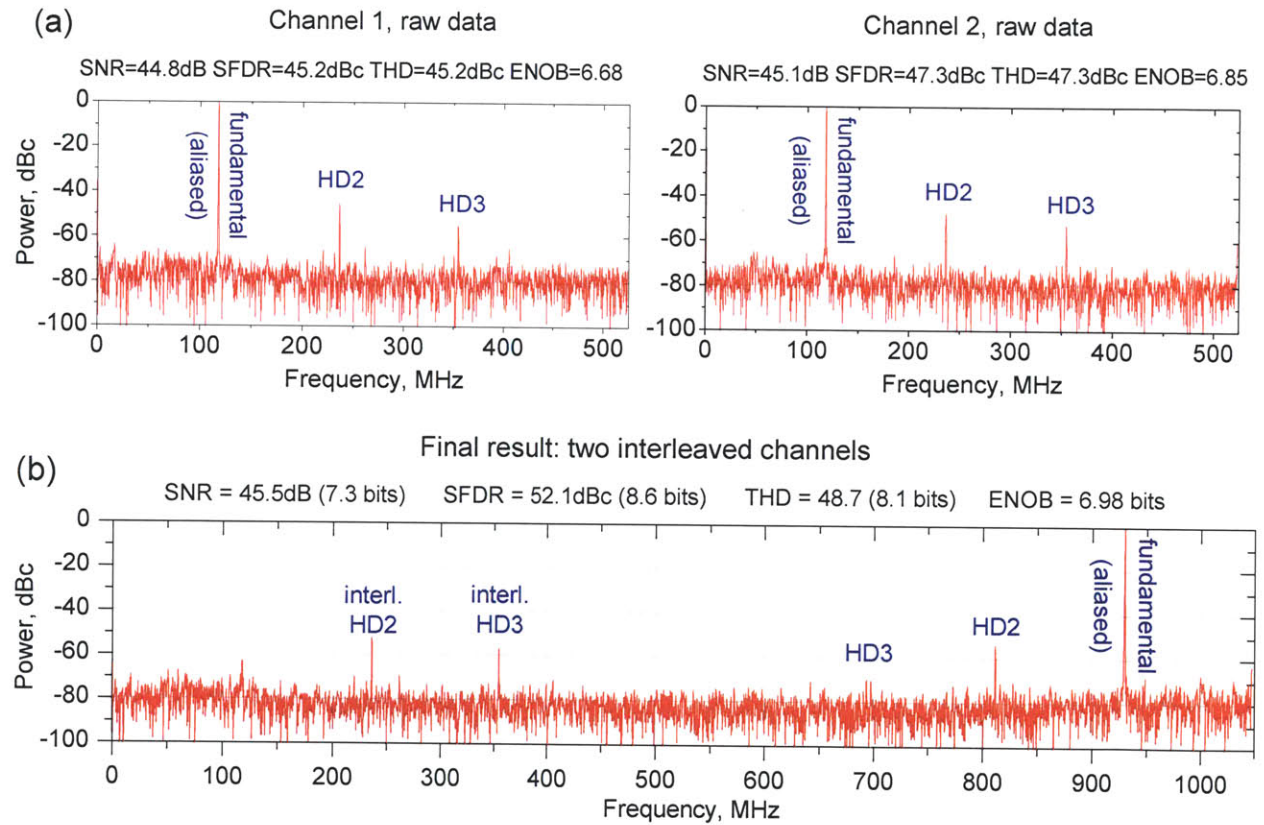 (a)
Channel 1, raw data
SNR=44.8dB SFDR=45.2dBc THD=45.2dBc ENOB=6.68
0
-20
-40
-60
-80
-100
Power, dBc
fundamental
(aliased)
HD2
HD3
0
100
200
300
400
500
Frequency, MHz
Channel 2, raw data
SNR=45.1dB SFDR=47.3dBc THD=47.3dBc ENOB=6.85
0
-20
-40
-60
-80
-100
fundamental
(aliased)
HD2
HD3
0
100
200
300
400
500
Frequency, MHz
(b)
Final result: two interleaved channels
SNR = 45.5dB (7.3 bits) SFDR = 52.1dBc (8.6 bits) THD = 48.7 (8.1 bits) ENOB = 6.98 bits
0
-20
-40
-60
-80
-100
Power, dBc
interl.
HD2
interl.
HD3
HD3
HD2
fundamental
(aliased)
0
100
200
300
400
500
600
700
800
900
1000
Frequency, MHz